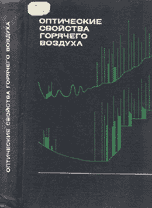 ОПТИЧЕСКИЕ
СВОЙСТВА
ГОРЯЧЕГО
ВОЗДУХА
ОПТИЧЕСКИЕ СВОЙСТВА ГОРЯЧЕГО ВОЗДУХА